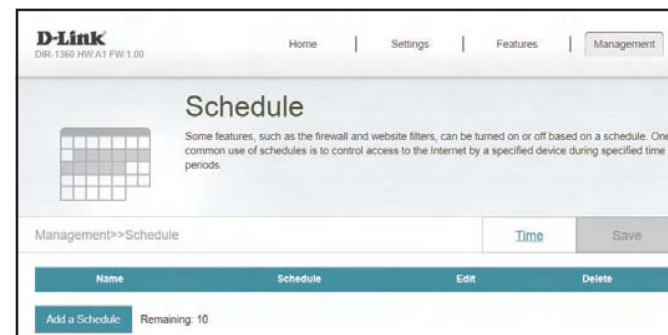 D-Link
DIR-1360 HW:A1 FW:1.00
Home | Settings | Features | Management
Schedule
Some features, such as the firewall and website filters, can be turned on or off based on a schedule. One
common use of schedules is to control access to the Internet by a specified device during specified time
periods.
Management>>Schedule
Time
Save
Name Schedule Edit Delete
Add a Schedule Remaining: 10